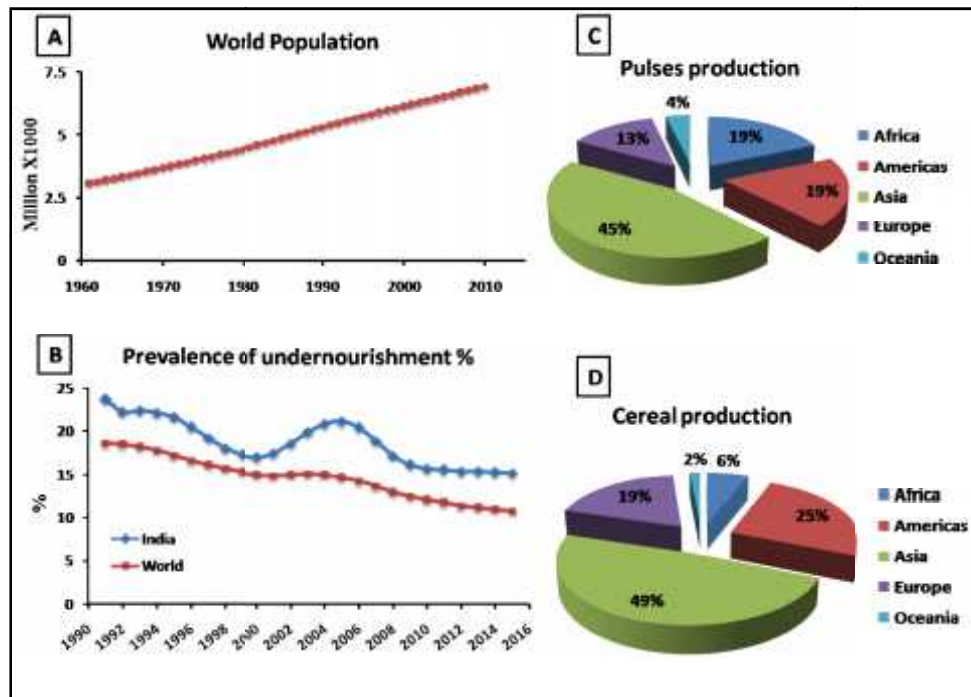 A
World Population
Million X1000
7.5
5
2.5
0
1960 1970 1980 1990 2000 2010
B
Prevalence of undernourishment %
%
25
20
15
10
5
0
India
World
1990 1992 1994 1996 1998 2000 2002 2004 2006 2008 2010 2012 2014 2016
C
Pulses production
4%
19%
13%
19%
45%
Africa
Americas
Asia
Europe
Oceania
D
Cereal production
2% 6%
19%
25%
49%
Africa
Americas
Asia
Europe
Oceania